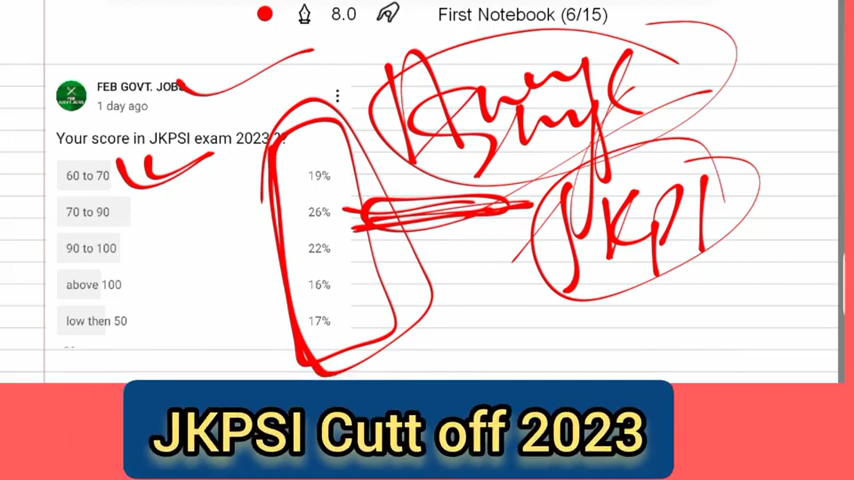 8.0 First Notebook (6/15)
FEB GOVT. JOBS
1 day ago
Your score in JKPSI exam 2023 ??
60 to 70 19%
70 to 90 26%
90 to 100 22%
above 100 16%
low then 50 17%
JKPI
JKPSI Cutt off 2023